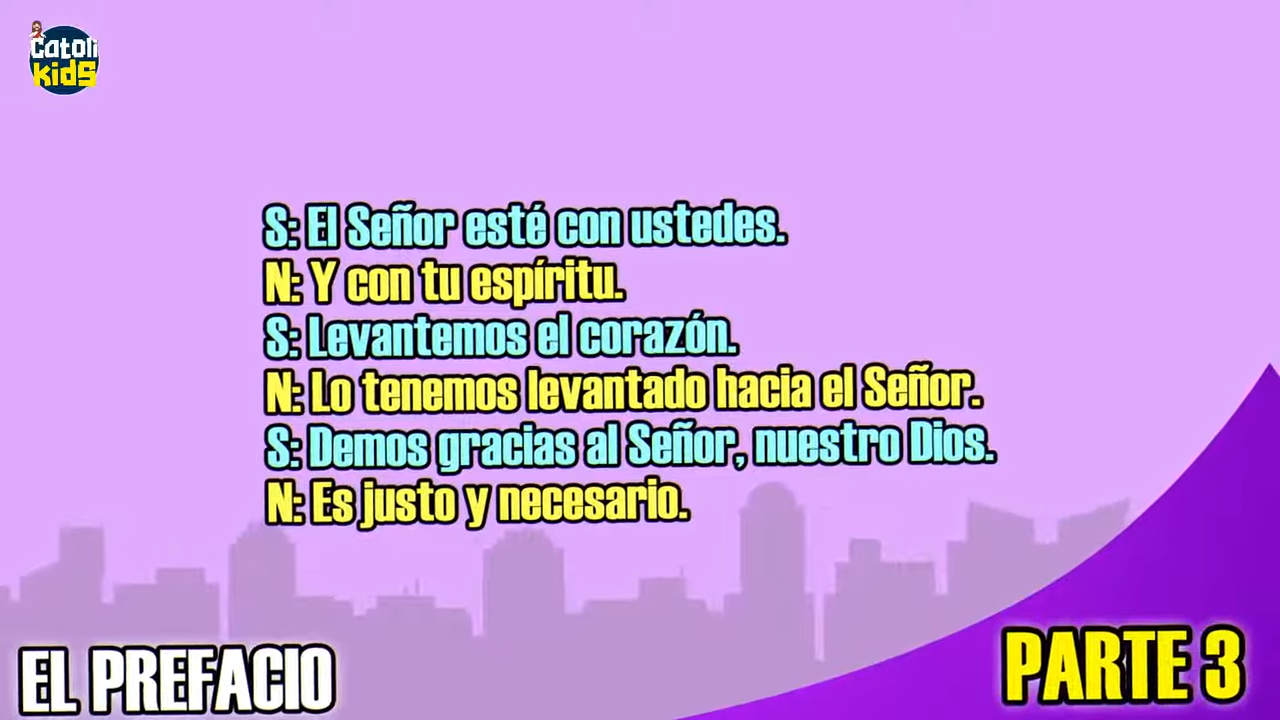 Catoli
Kids
S: El Señor esté con ustedes.
N: Y con tu espíritu.
S: Levantemos el corazón.
N: Lo tenemos levantado hacia el Señor.
S: Demos gracias al Señor, nuestro Dios.
N: Es justo y necesario.
EL PREFACIO
PARTE 3